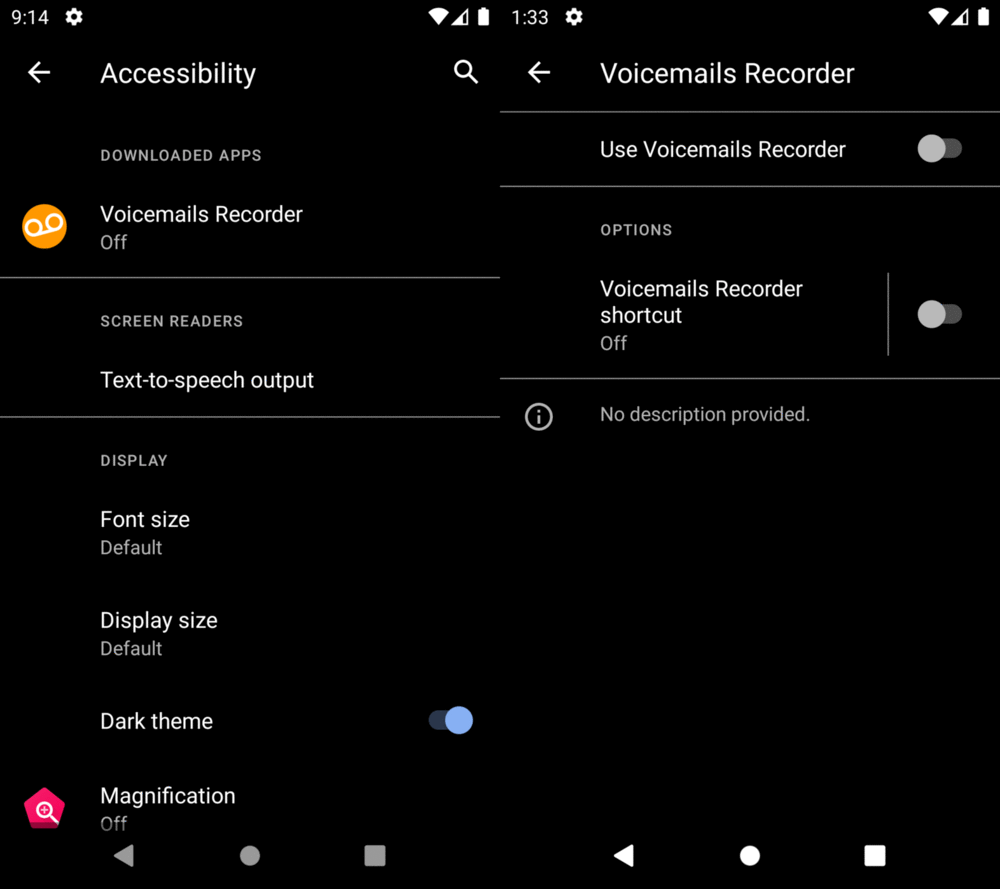 9:14
Accessibility
DOWNLOADED APPS
Voicemails Recorder
Off
SCREEN READERS
Text-to-speech output
DISPLAY
Font size
Default
Display size
Default
Dark theme
Magnification
Off
1:33
Voicemails Recorder
Use Voicemails Recorder
OPTIONS
Voicemails Recorder
shortcut
Off
No description provided.